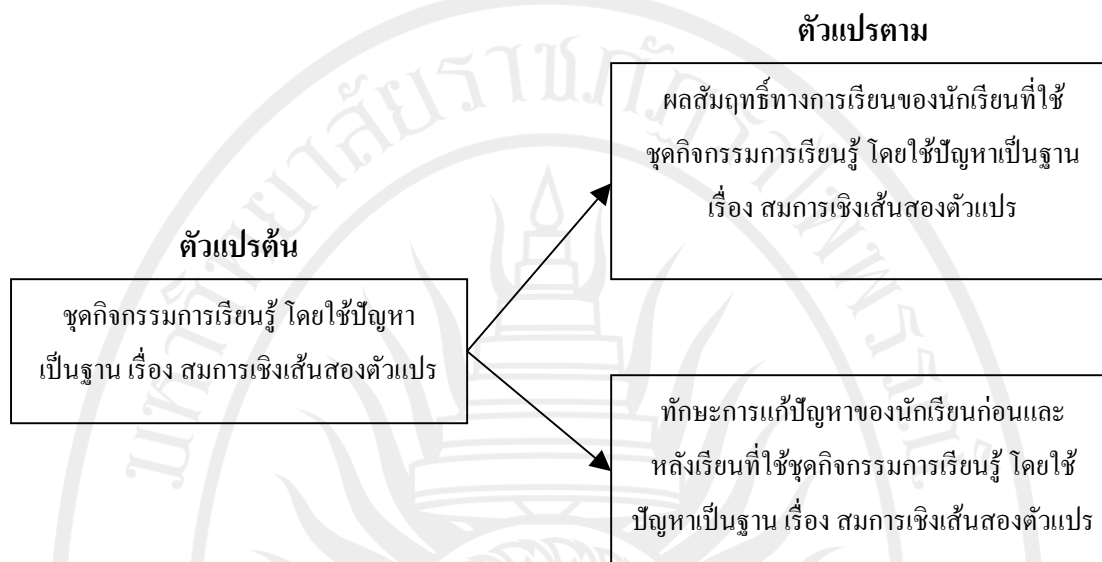 ตัวแปรตาม
ผลสัมฤทธิ์ทางการเรียนของนักเรียนที่ใช้
ชุดกิจกรรมการเรียนรู้ โดยใช้ปัญหาเป็นฐาน
เรื่อง สมการเชิงเส้นสองตัวแปร
ตัวแปรต้น
ชุดกิจกรรมการเรียนรู้ โดยใช้ปัญหา
เป็นฐาน เรื่อง สมการเชิงเส้นสองตัวแปร
ทักษะการแก้ปัญหาของนักเรียนก่อนและ
หลังเรียนที่ใช้ชุดกิจกรรมการเรียนรู้ โดยใช้
ปัญหาเป็นฐาน เรื่อง สมการเชิงเส้นสองตัวแปร